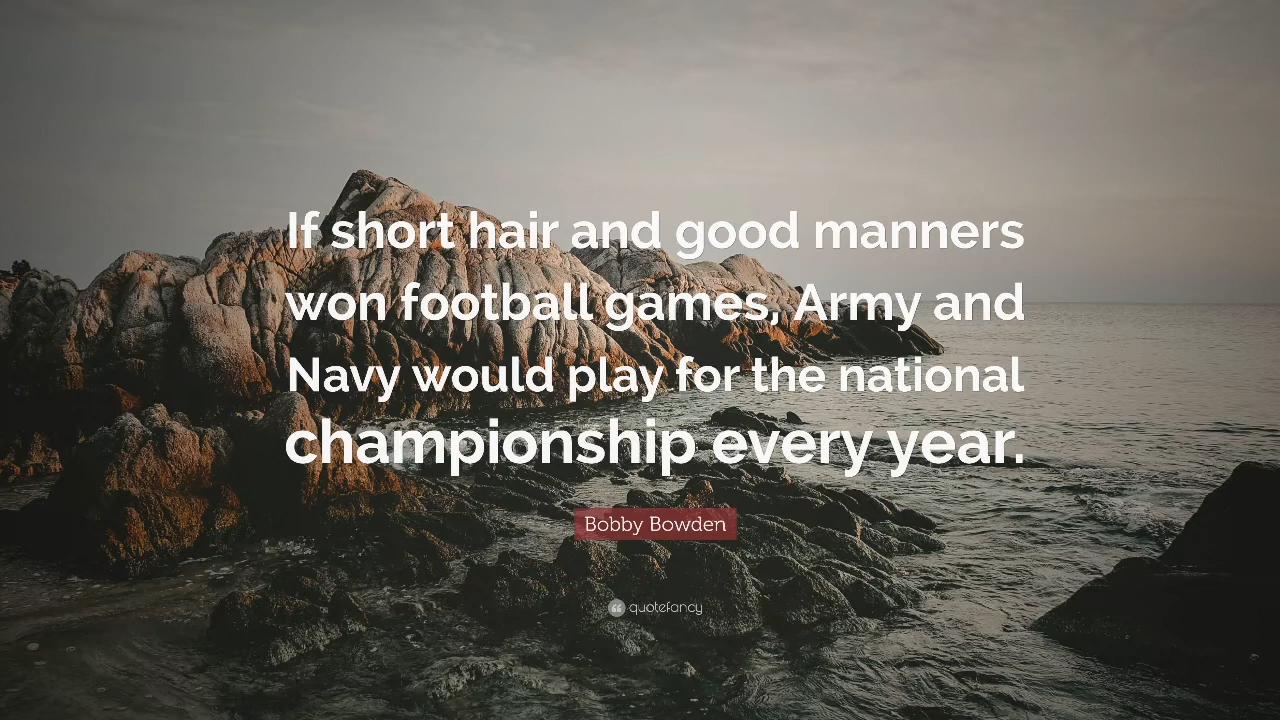 If short hair and good manners
won football games, Army and
Navy would play for the national
championship every year.
Bobby Bowden
quotefancy